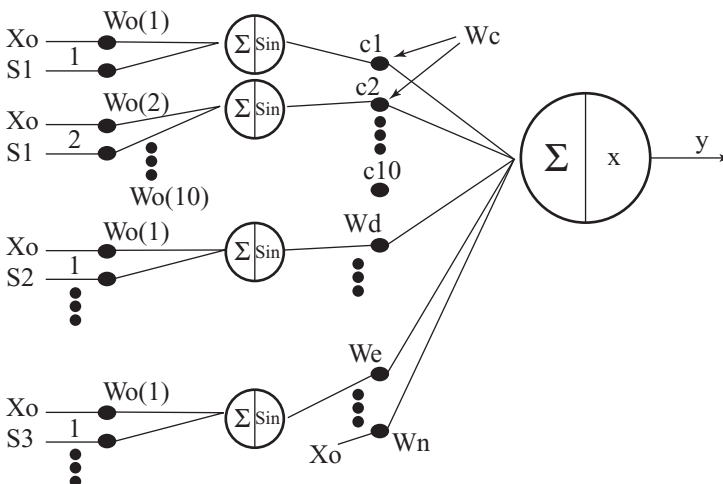 Wo(1)
Xo
S1
1
Σ Sin
c1
Wc
Wo(2)
Xo
S1
2
Σ Sin
c2
Wo(10)
c10
Σ x
y
Wo(1)
Xo
S2
1
Σ Sin
Wd
Wo(1)
Xo
S3
1
Σ Sin
We
Xo
Wn